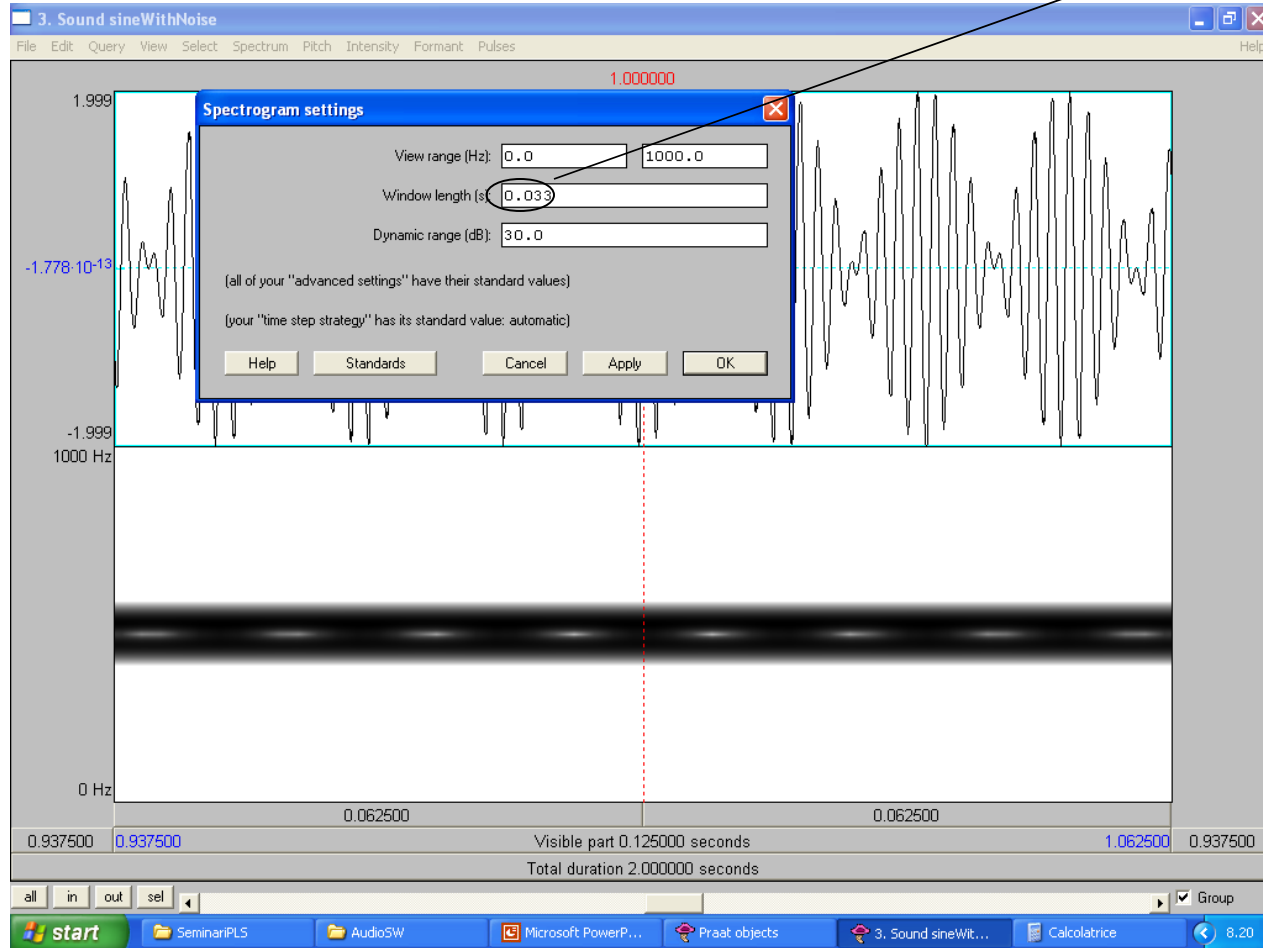 3. Sound sineWithNoise
File Edit Query View Select Spectrum Pitch Intensity Formant Pulses Help
1.000000
1.999
Spectrogram settings
View range (Hz): 0.0 1000.0
Window length (s): 0.033
Dynamic range (dB): 30.0
-1.778·10-13
(all of your "advanced settings" have their standard values)
(your "time step strategy" has its standard value: automatic)
Help Standards Cancel Apply OK
-1.999
1000 Hz
0 Hz
0.062500 0.062500
0.937500 0.937500 Visible part 0.125000 seconds 1.062500 0.937500
Total duration 2.000000 seconds
all in out sel Group
start SeminariPLS AudioSW Microsoft PowerP... Praat objects 3. Sound sineWit... Calcolatrice 8.20